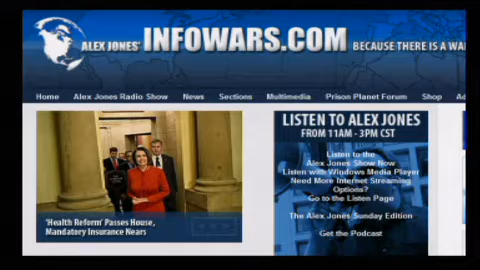 ALEX JONES' INFOWARS.COM BECAUSE THERE IS A WA
Home Alex Jones Radio Show News Sections Multimedia Prison Planet Forum Shop Ad
LISTEN TO ALEX JONES
FROM 11AM - 3PM CST
Listen to the
Alex Jones Show Now
Listen with Windows Media Player
Need More Internet Streaming
Options?
Go to the Listen Page
The Alex Jones Sunday Edition
Get the Podcast
'Health Reform' Passes House,
Mandatory Insurance Nears